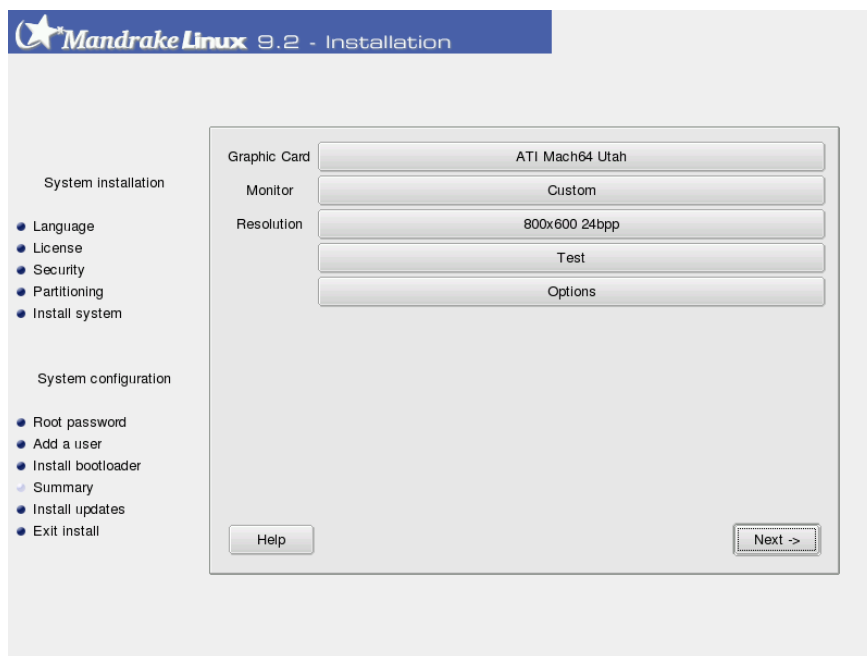 Mandrake Linux 9.2 - Installation
System installation
Language
License
Security
Partitioning
Install system
System configuration
Root password
Add a user
Install bootloader
Summary
Install updates
Exit install
Graphic Card ATI Mach64 Utah
Monitor Custom
Resolution 800x600 24bpp
Test
Options
Help
Next ->